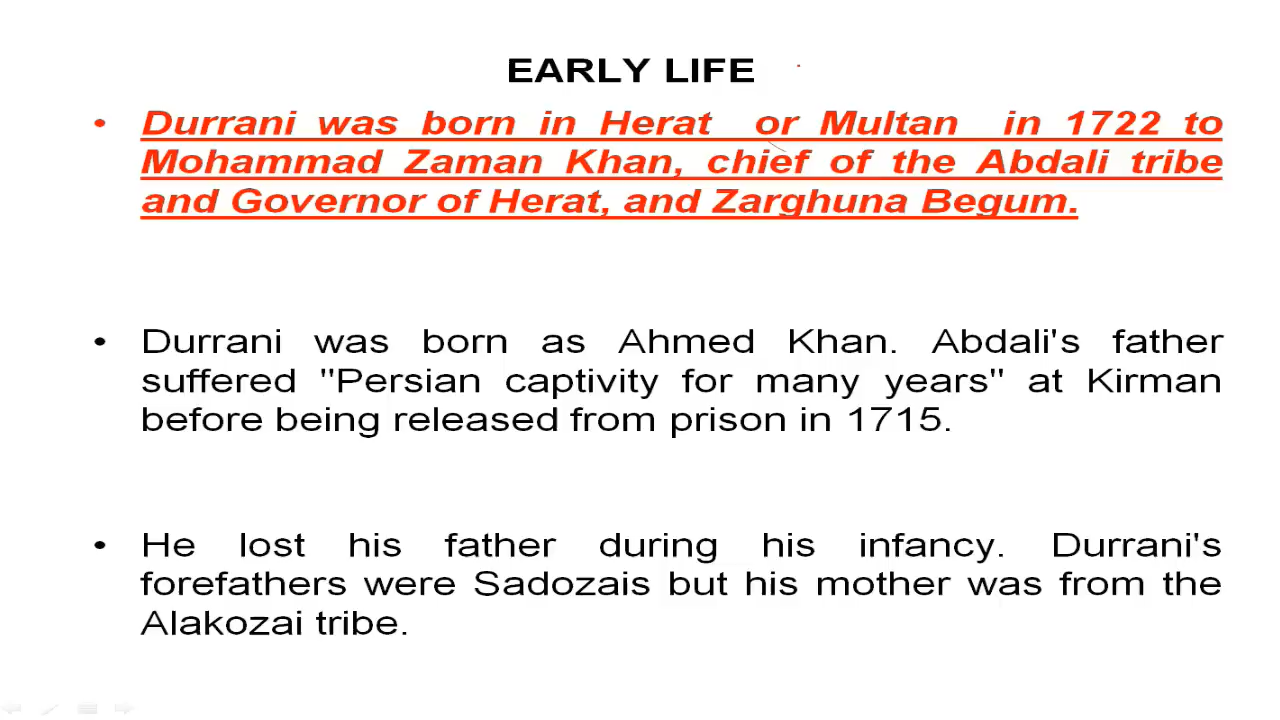 EARLY LIFE
• Durrani was born in Herat or Multan in 1722 to
Mohammad Zaman Khan, chief of the Abdali tribe
and Governor of Herat, and Zarghuna Begum.
• Durrani was born as Ahmed Khan. Abdali's father
suffered "Persian captivity for many years" at Kirman
before being released from prison in 1715.
• He lost his father during his infancy. Durrani's
forefathers were Sadozais but his mother was from the
Alakozai tribe.